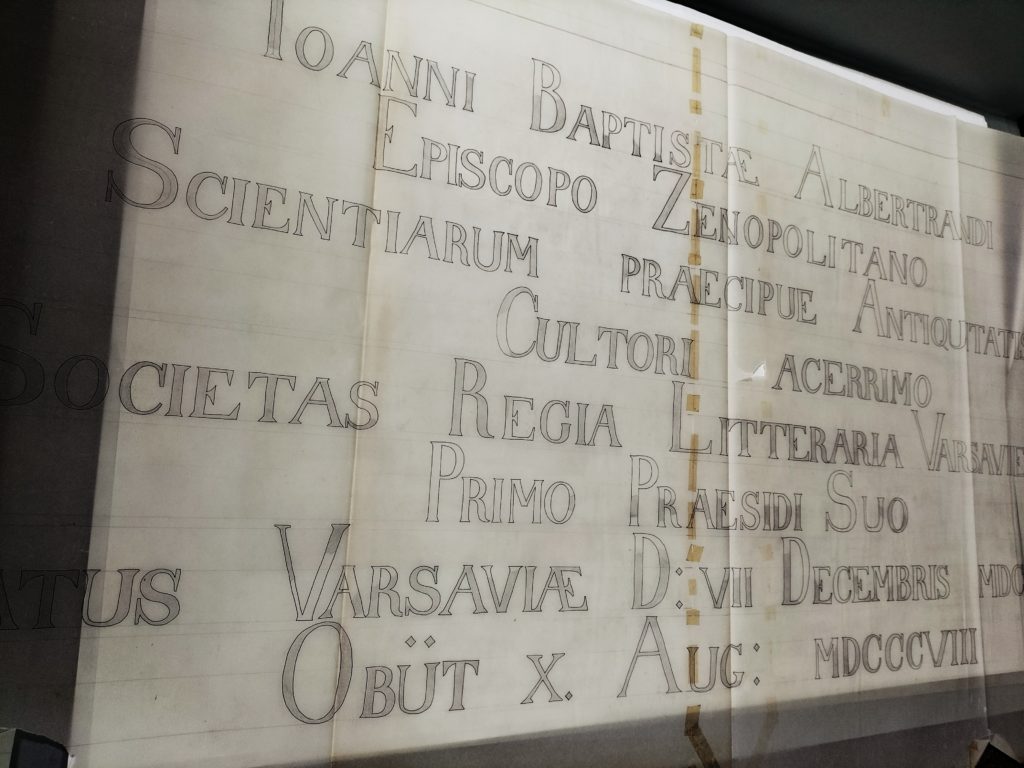 IOANNI BAPTISTÆ ALBERTRANDI
EPISCOPO ZENOPOLITANO
SCIENTIARUM PRAECIPUE ANTIQUTATIS
CULTORI ACERRIMO
SOCIETAS REGIA LITTERARIA VARSAVIE
PRIMO PRAESIDI SUO
ATUS VARSAVIÆ D: VII DECEMBRIS MDC
OBÜT X. AUG: MDCCCVIII